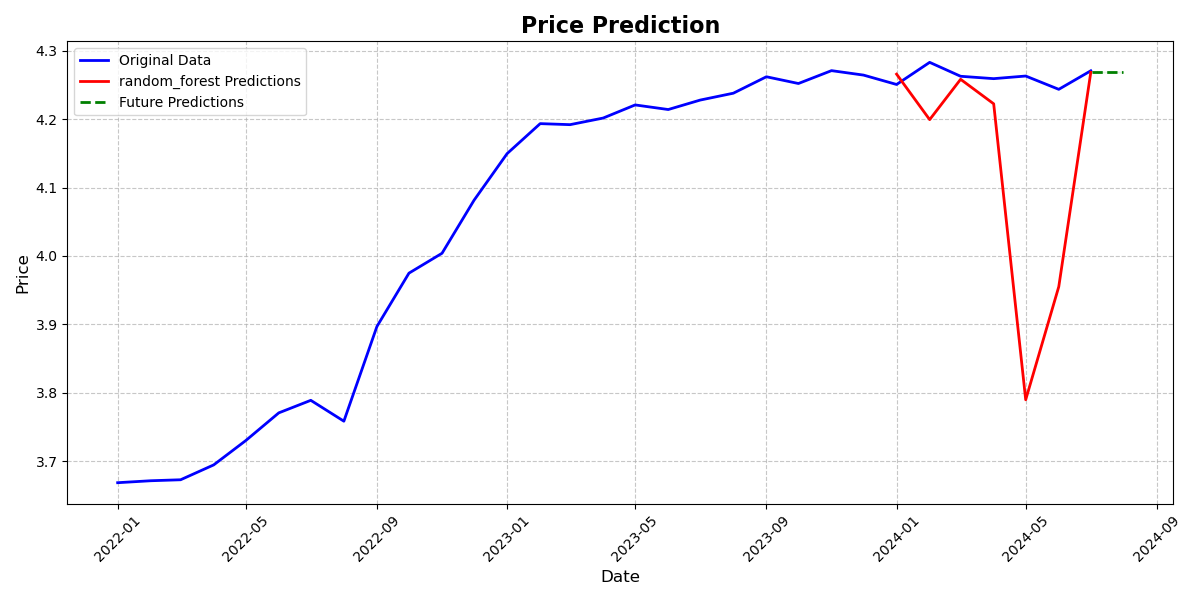 Price Prediction
Original Data
random_forest Predictions
Future Predictions
Price
4.3
4.2
4.1
4.0
3.9
3.8
3.7
2022-01
2022-05
2022-09
2023-01
2023-05
2023-09
2024-01
2024-05
2024-09
Date